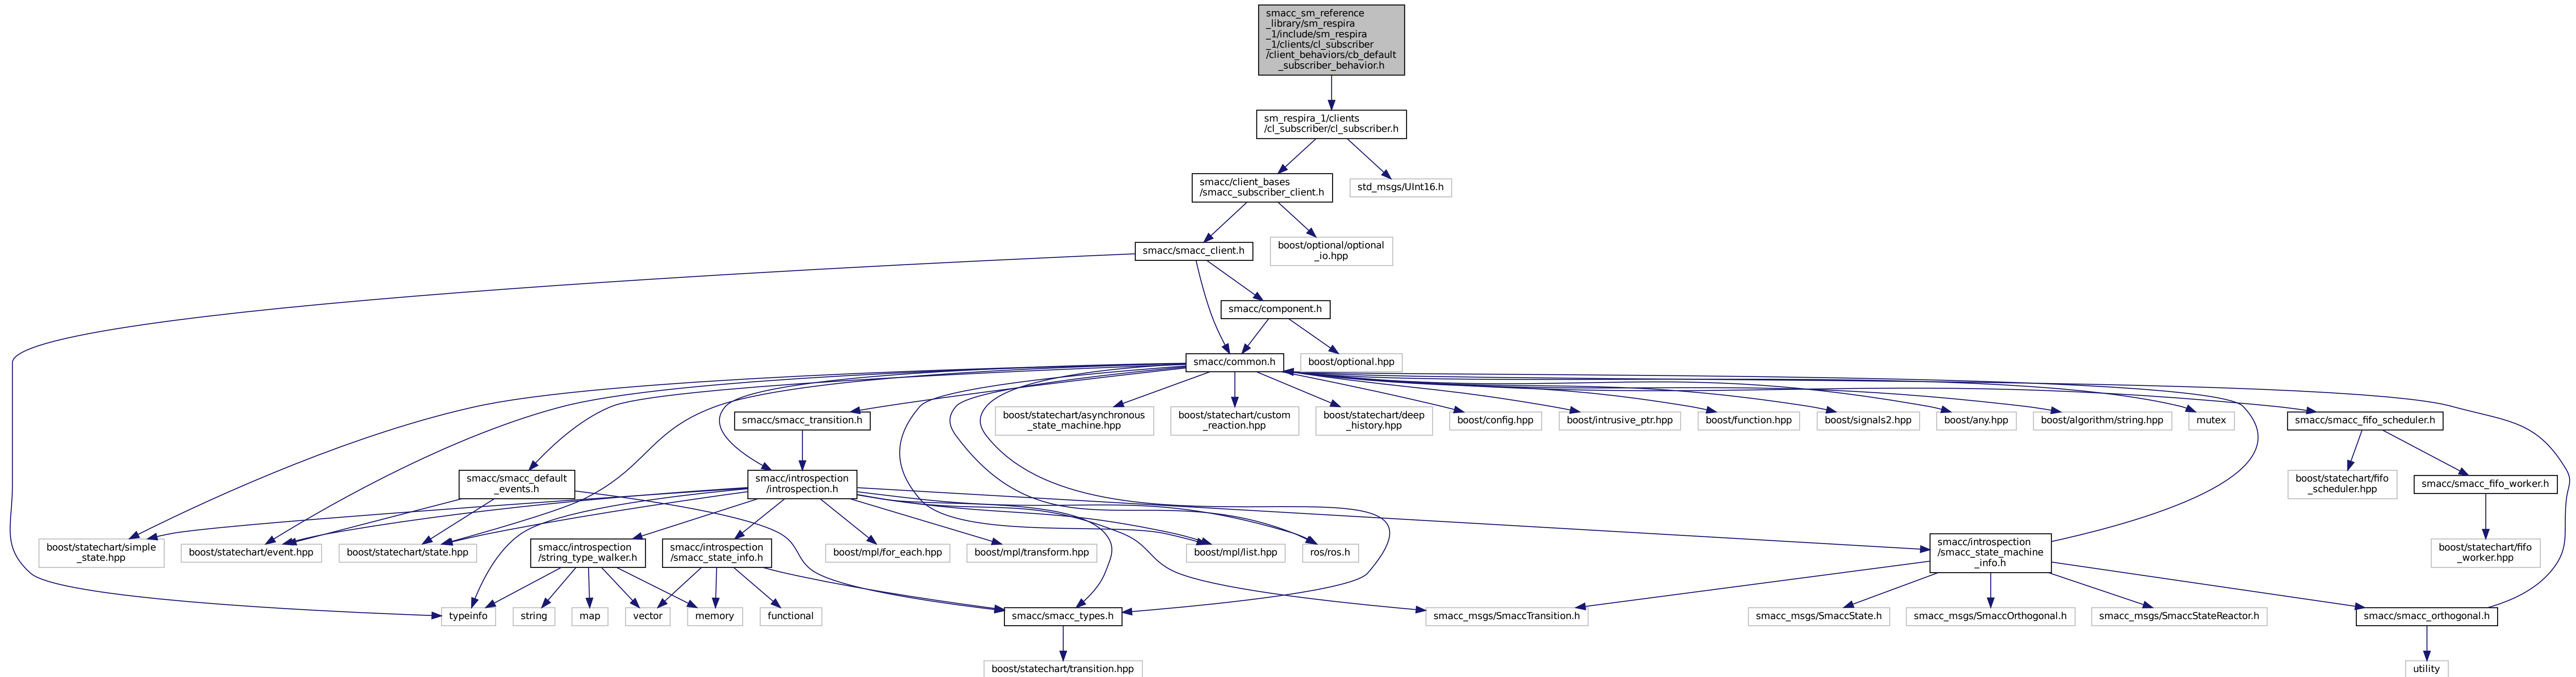 smacc_sm_reference
_library/sm_respira
_1/include/sm_respira
_1/clients/cl_subscriber
/client_behaviors/cb_default
_subscriber_behavior.h
sm_respira_1/clients
/cl_subscriber/cl_subscriber.h
smacc/client_bases
/smacc_subscriber_client.h
std_msgs/UInt16.h
smacc/smacc_client.h
boost/optional/optional
_io.hpp
smacc/component.h
smacc/common.h
boost/optional.hpp
smacc/smacc_transition.h
boost/statechart/asynchronous
_state_machine.hpp
boost/statechart/custom
_reaction.hpp
boost/statechart/deep
_history.hpp
boost/config.hpp
boost/intrusive_ptr.hpp
boost/function.hpp
boost/signals2.hpp
boost/any.hpp
boost/algorithm/string.hpp
mutex
smacc/smacc_fifo_scheduler.h
smacc/smacc_default
_events.h
smacc/introspection
/introspection.h
boost/statechart/fifo
_scheduler.hpp
smacc/smacc_fifo_worker.h
boost/statechart/simple
_state.hpp
boost/statechart/event.hpp
boost/statechart/state.hpp
smacc/introspection
/string_type_walker.h
smacc/introspection
/smacc_state_info.h
boost/mpl/for_each.hpp
boost/mpl/transform.hpp
boost/mpl/list.hpp
ros/ros.h
smacc/introspection
/smacc_state_machine
_info.h
boost/statechart/fifo
_worker.hpp
typeinfo
string
map
vector
memory
functional
smacc/smacc_types.h
smacc_msgs/SmaccTransition.h
smacc_msgs/SmaccState.h
smacc_msgs/SmaccOrthogonal.h
smacc_msgs/SmaccStateReactor.h
smacc/smacc_orthogonal.h
boost/statechart/transition.hpp
utility